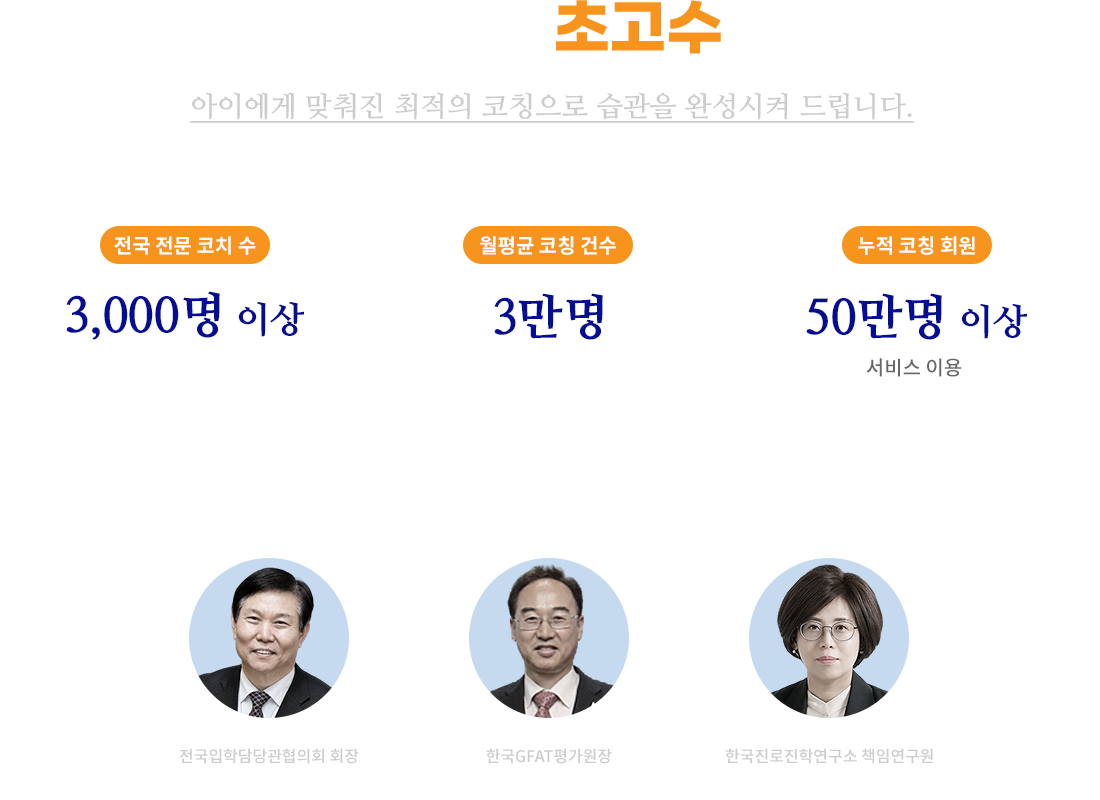 초고수
아이에게 맞춰진 최적의 코칭으로 습관을 완성시켜 드립니다.
전국 전문 코치 수
3,000명 이상
월평균 코칭 건수
3만명
누적 코칭 회원
50만명 이상
서비스 이용
전국입학담당관협의회 회장
한국GFAT평가원장
한국진로진학연구소 책임연구원